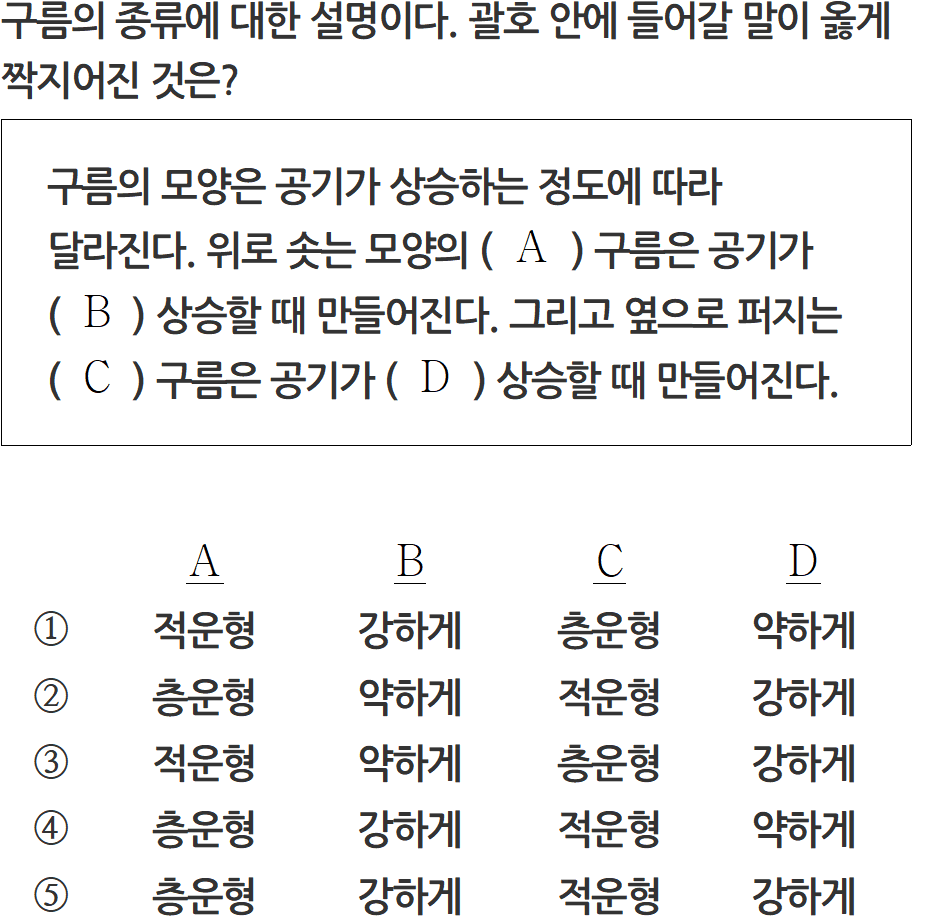 구름의 종류에 대한 설명이다. 괄호 안에 들어갈 말이 옳게
짝지어진 것은?
구름의 모양은 공기가 상승하는 정도에 따라
달라진다. 위로 솟는 모양의 ( A ) 구름은 공기가
( B ) 상승할 때 만들어진다. 그리고 옆으로 퍼지는
( C ) 구름은 공기가 ( D ) 상승할 때 만들어진다.
A B C D
① 적운형 강하게 층운형 약하게
② 층운형 약하게 적운형 강하게
③ 적운형 약하게 층운형 강하게
④ 층운형 강하게 적운형 약하게
⑤ 층운형 강하게 적운형 강하게